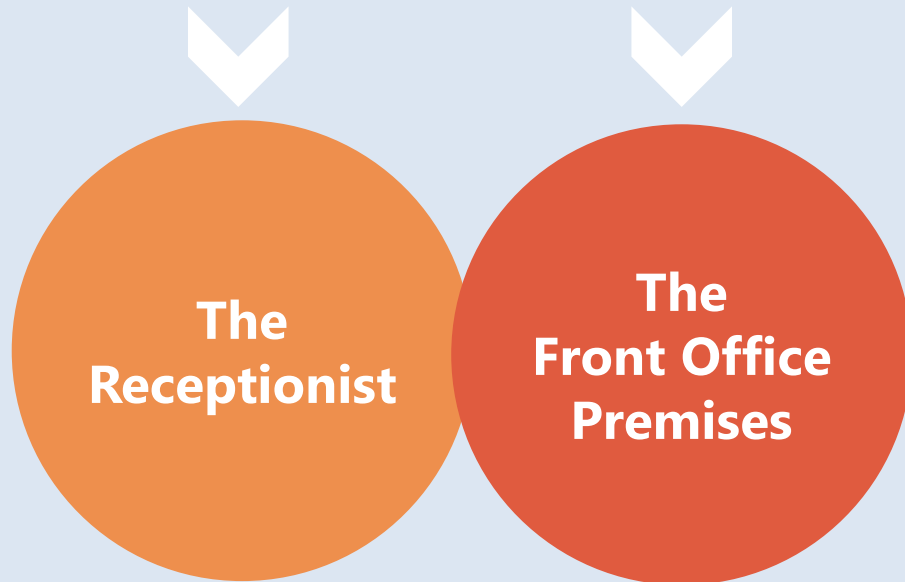 The
Receptionist
The
Front Office
Premises